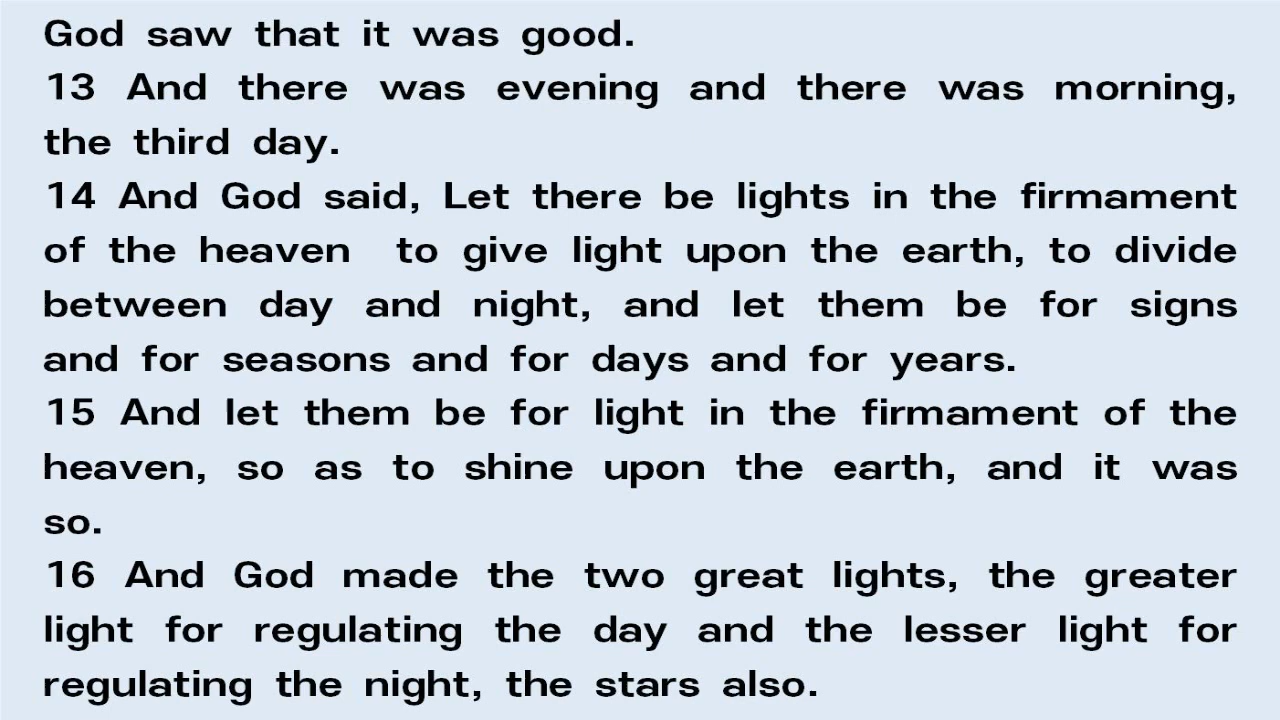 God saw that it was good.
13 And there was evening and there was morning,
the third day.
14 And God said, Let there be lights in the firmament
of the heaven  to give light upon the earth, to divide
between day and night, and let them be for signs
and for seasons and for days and for years.
15 And let them be for light in the firmament of the
heaven, so as to shine upon the earth, and it was
so.
16 And God made the two great lights, the greater
light for regulating the day and the lesser light for
regulating the night, the stars also.